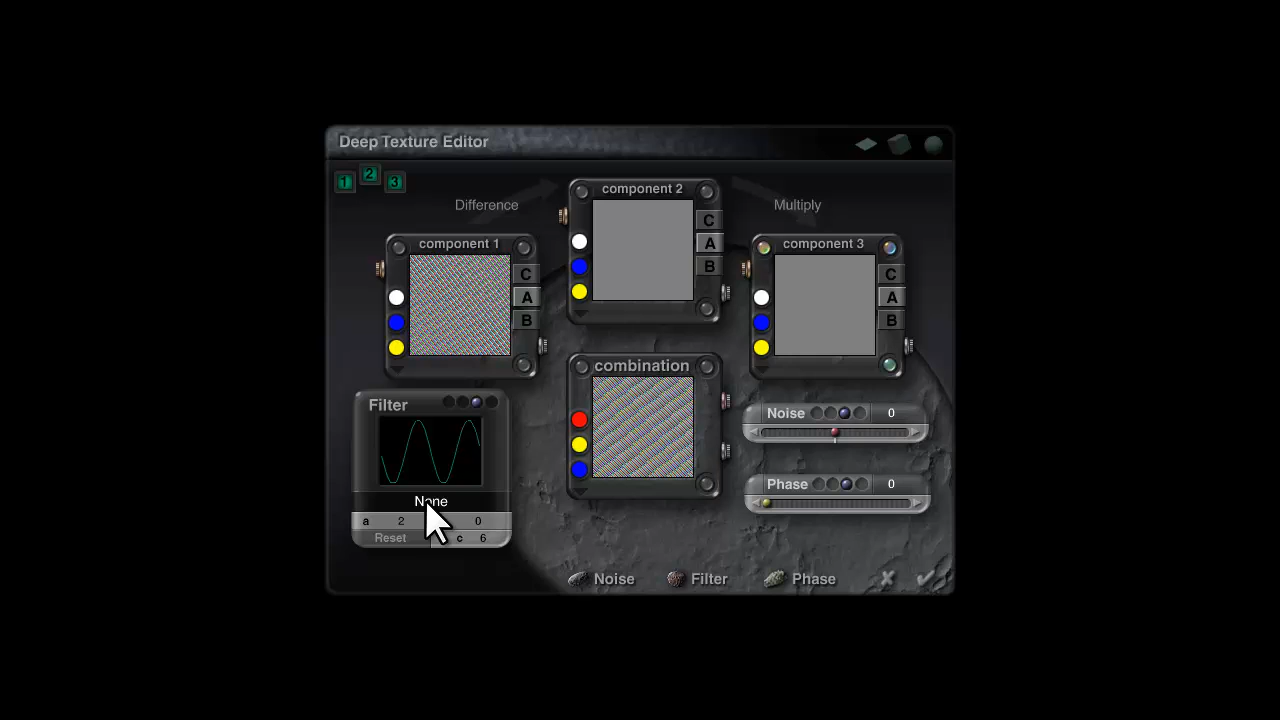 Deep Texture Editor
1 2 3
Difference
component 2
Multiply
C
A
B
component 1
C
A
B
component 3
C
A
B
combination
Filter
None
a 2 0
Reset c 6
Noise 0
Phase 0
Noise Filter Phase